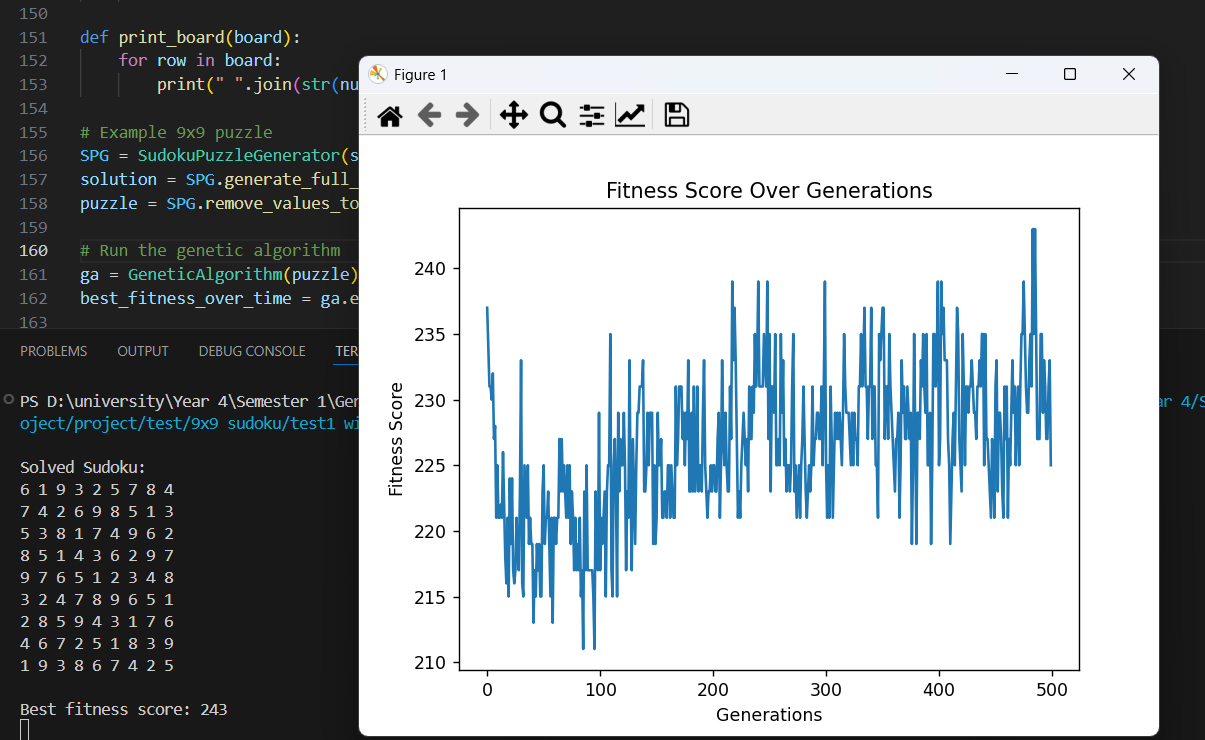 150
151 def print_board(board):
152 for row in board:
153 print(" ".join(str(nu
154
155 # Example 9x9 puzzle
156 SPG = SudokuPuzzleGenerator(s
157 solution = SPG.generate_full_
158 puzzle = SPG.remove_values_to
159
160 # Run the genetic algorithm
161 ga = GeneticAlgorithm(puzzle)
162 best_fitness_over_time = ga.e
163
PROBLEMS OUTPUT DEBUG CONSOLE TER
PS D:\university\Year 4\Semester 1\Ger
ar 4/S
oject/project/test/9x9 sudoku/test1 wi
Solved Sudoku:
6 1 9 3 2 5 7 8 4
7 4 2 6 9 8 5 1 3
5 3 8 1 7 4 9 6 2
8 5 1 4 3 6 2 9 7
9 7 6 5 1 2 3 4 8
3 2 4 7 8 9 6 5 1
2 8 5 9 4 3 1 7 6
4 6 7 2 5 1 8 3 9
1 9 3 8 6 7 4 2 5
Best fitness score: 243
Figure 1
Fitness Score Over Generations
Fitness Score
240
235
230
225
220
215
210
0 100 200 300 400 500
Generations